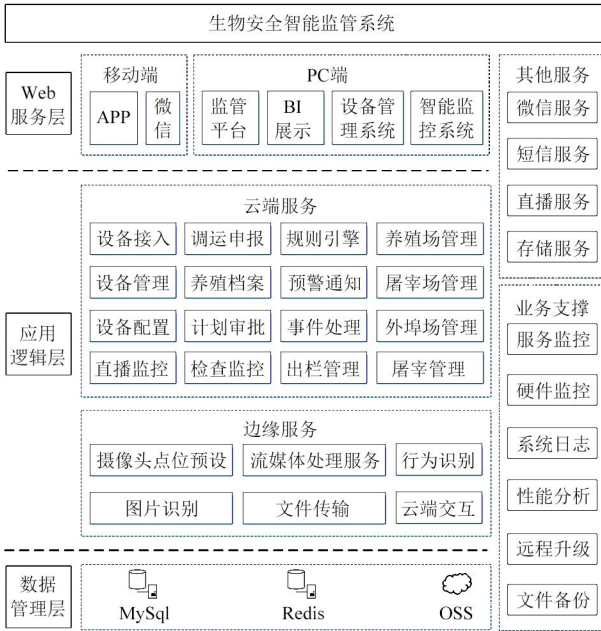 生物安全智能监管系统
Web
服务层
移动端
APP
微
信
PC端
监管
平台
BI
展示
设备管
理系统
智能监
控系统
其他服务
微信服务
短信服务
直播服务
存储服务
应用
逻辑层
云端服务
设备接入
调运申报
规则引擎
养殖场管理
设备管理
养殖档案
预警通知
屠宰场管理
设备配置
计划审批
事件处理
外埠场管理
直播监控
检查监控
出栏管理
屠宰管理
边缘服务
摄像头点位预设
流媒体处理服务
行为识别
图片识别
文件传输
云端交互
业务支撑
服务监控
硬件监控
系统日志
性能分析
远程升级
文件备份
数据
管理层
MySql
Redis
OSS